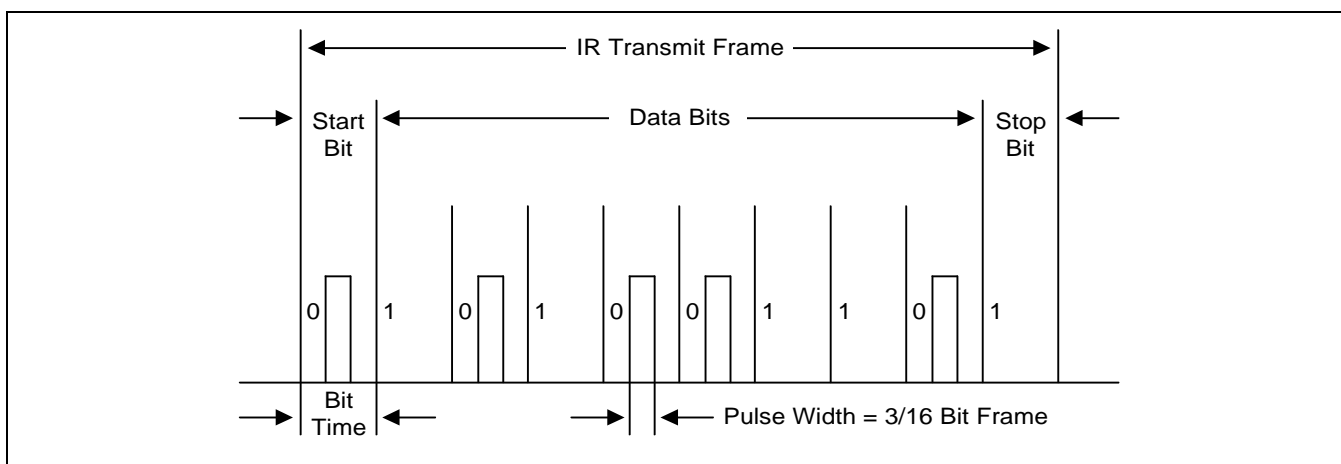 IR Transmit Frame
Start
Bit
Data Bits
Stop
Bit
0 1 0 1 0 0 1 1 0 1
Bit
Time
Pulse Width = 3/16 Bit Frame